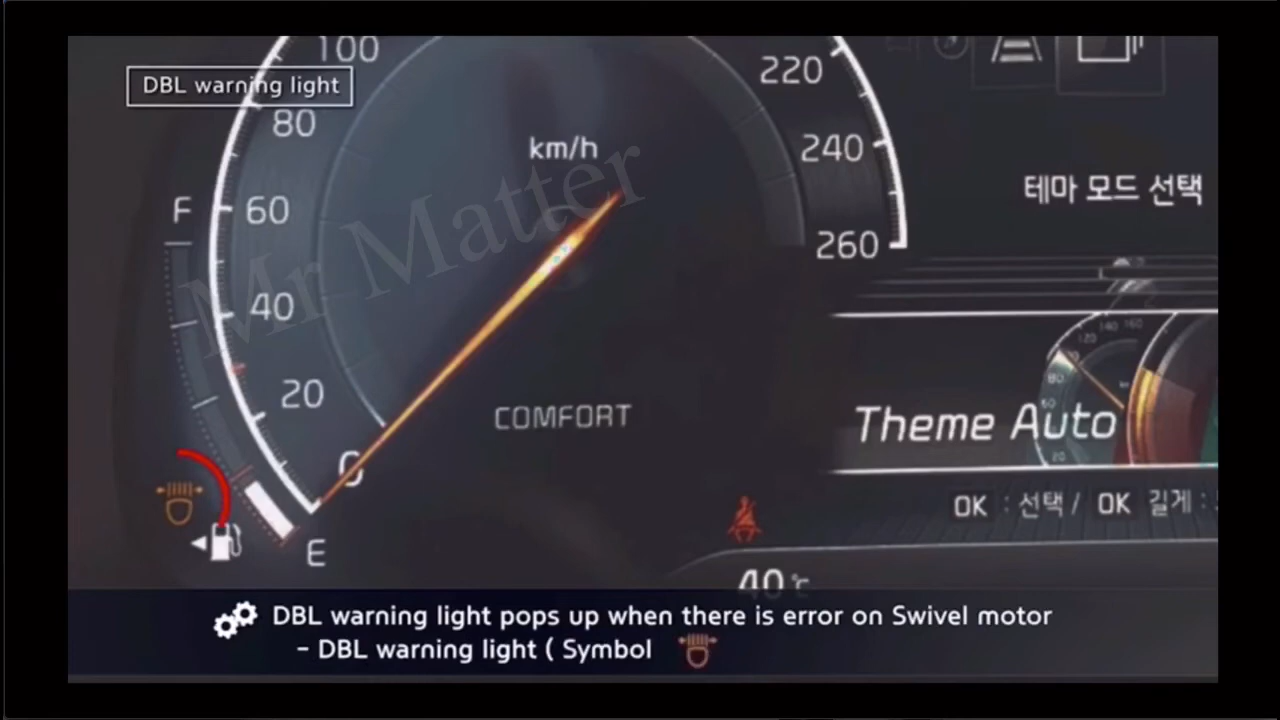 DBL warning light
100
80
60
40
20
0
km/h
220
240
260
F
E
COMFORT
테마 모드 선택
Theme Auto
OK : 선택 / OK 길게 :
40℃
Mr Matter
DBL warning light pops up when there is error on Swivel motor
- DBL warning light ( Symbol